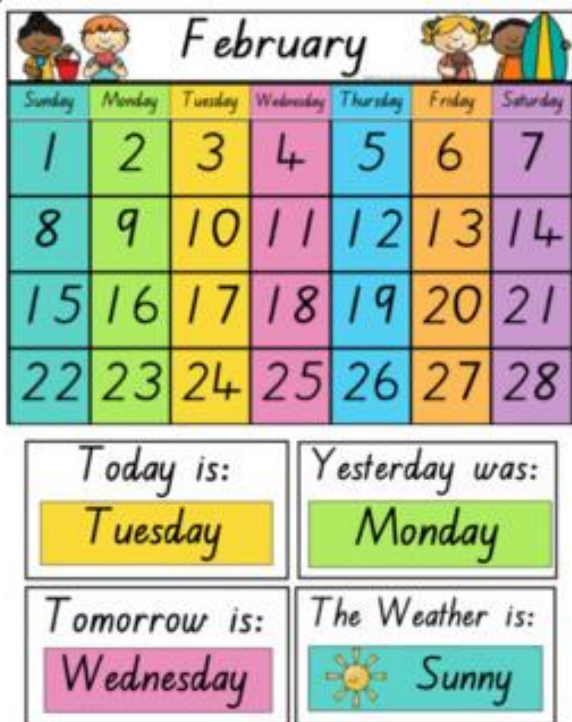 February
Sunday Monday Tuesday Wednesday Thursday Friday Saturday
1 2 3 4 5 6 7
8 9 10 11 12 13 14
15 16 17 18 19 20 21
22 23 24 25 26 27 28
Today is:
Tuesday
Yesterday was:
Monday
Tomorrow is:
Wednesday
The Weather is:
Sunny